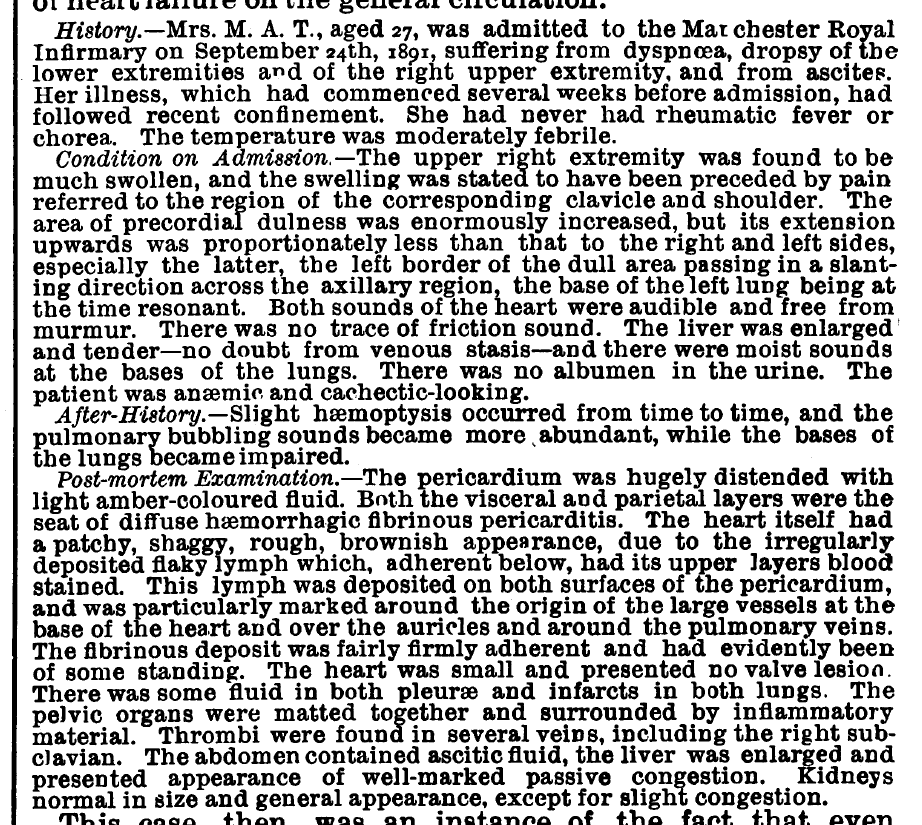 of heart failure on the general circulation.
History.—Mrs. M. A. T., aged 27, was admitted to the Manchester Royal
Infirmary on September 24th, 1891, suffering from dyspnœa, dropsy of the
lower extremities and of the right upper extremity, and from ascites.
Her illness, which had commenced several weeks before admission, had
followed recent confinement. She had never had rheumatic fever or
chorea. The temperature was moderately febrile.
Condition on Admission.—The upper right extremity was found to be
much swollen, and the swelling was stated to have been preceded by pain
referred to the region of the corresponding clavicle and shoulder. The
area of precordial dulness was enormously increased, but its extension
upwards was proportionately less than that to the right and left sides,
especially the latter, the left border of the dull area passing in a slant-
ing direction across the axillary region, the base of the left lung being at
the time resonant. Both sounds of the heart were audible and free from
murmur. There was no trace of friction sound. The liver was enlarged
and tender—no doubt from venous stasis—and there were moist sounds
at the bases of the lungs. There was no albumen in the urine. The
patient was anæmic and cachectic-looking.
After-History.—Slight hæmoptysis occurred from time to time, and the
pulmonary bubbling sounds became more abundant, while the bases of
the lungs became impaired.
Post-mortem Examination.—The pericardium was hugely distended with
light amber-coloured fluid. Both the visceral and parietal layers were the
seat of diffuse hæmorrhagic fibrinous pericarditis. The heart itself had
a patchy, shaggy, rough, brownish appearance, due to the irregularly
deposited flaky lymph which, adherent below, had its upper layers blood
stained. This lymph was deposited on both surfaces of the pericardium,
and was particularly marked around the origin of the large vessels at the
base of the heart and over the auricles and around the pulmonary veins.
The fibrinous deposit was fairly firmly adherent and had evidently been
of some standing. The heart was small and presented no valve lesion.
There was some fluid in both pleuræ and infarcts in both lungs. The
pelvic organs were matted together and surrounded by inflammatory
material. Thrombi were found in several veins, including the right sub-
clavian. The abdomen contained ascitic fluid, the liver was enlarged and
presented appearance of well-marked passive congestion. Kidneys
normal in size and general appearance, except for slight congestion.
This case, then, was an instance of the fact that even